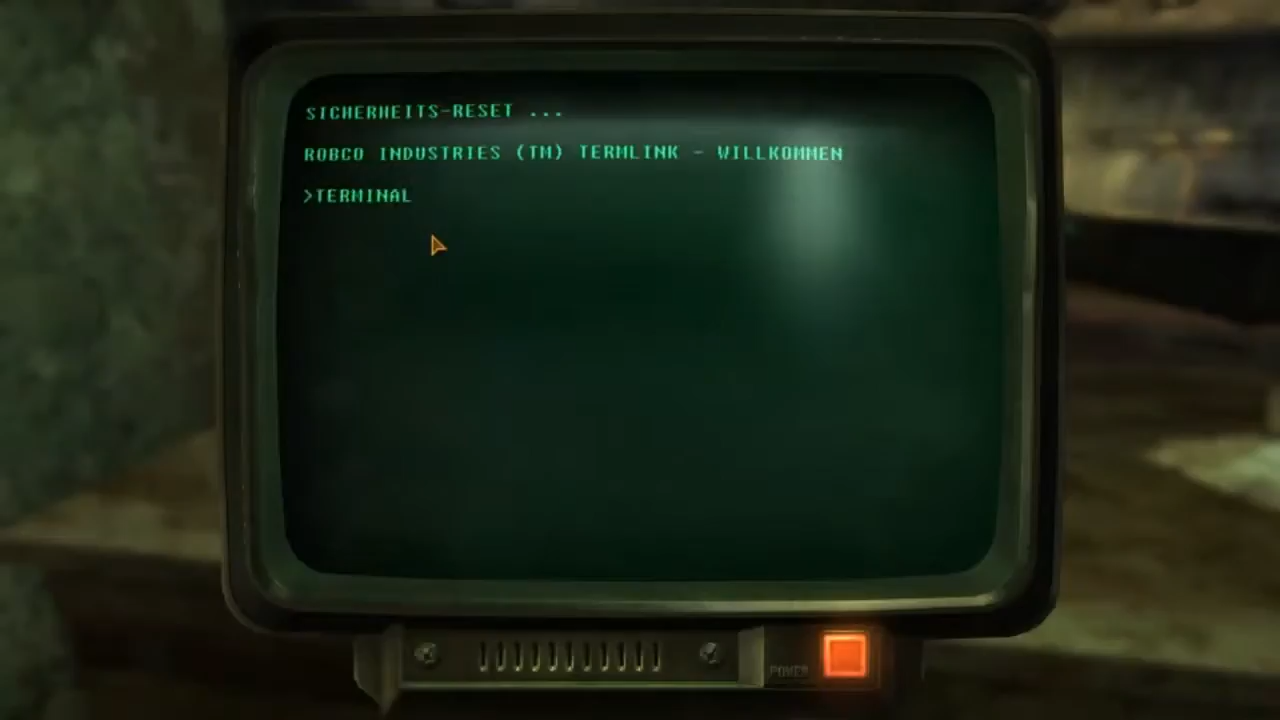 SICHERHEITS-RESET ...
ROBCO INDUSTRIES (TM) TERMLINK - WILLKOMMEN
>TERMINAL
POWER